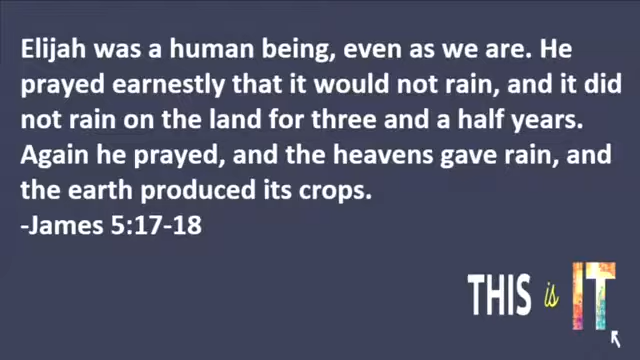 Elijah was a human being, even as we are. He
prayed earnestly that it would not rain, and it did
not rain on the land for three and a half years.
Again he prayed, and the heavens gave rain, and
the earth produced its crops.
-James 5:17-18
THIS is IT